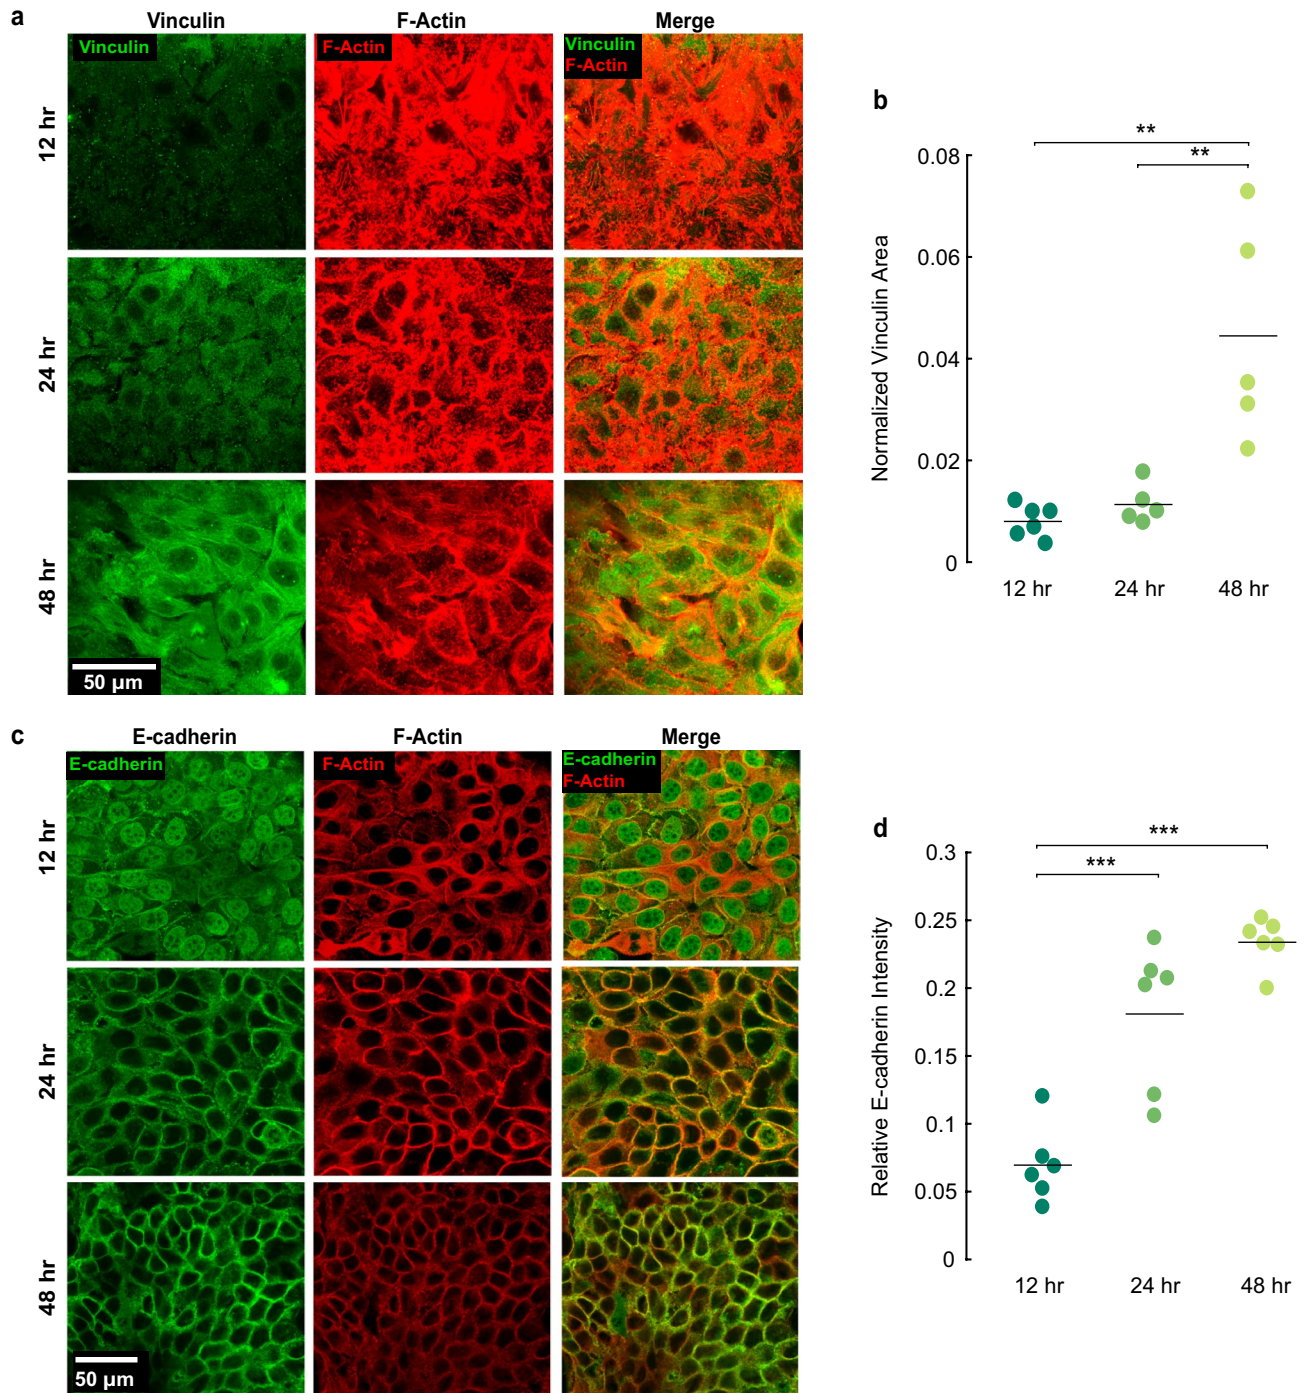 a
Vinculin F-Actin Merge
Vinculin
F-Actin
Vinculin
F-Actin
12 hr
24 hr
48 hr
50 µm
b
**
**
0.08
0.06
0.04
0.02
0
Normalized Vinculin Area
12 hr 24 hr 48 hr
c
E-cadherin F-Actin Merge
E-cadherin
F-Actin
E-cadherin
F-Actin
12 hr
24 hr
48 hr
50 µm
d
***
***
0.3
0.25
0.2
0.15
0.1
0.05
0
Relative E-cadherin Intensity
12 hr 24 hr 48 hr